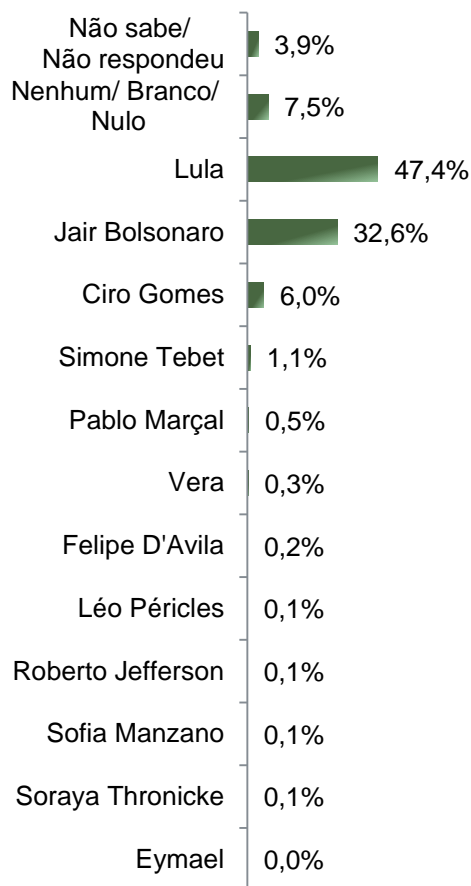 Não sabe/
Não respondeu 3,9%
Nenhum/ Branco/
Nulo 7,5%
Lula 47,4%
Jair Bolsonaro 32,6%
Ciro Gomes 6,0%
Simone Tebet 1,1%
Pablo Marçal 0,5%
Vera 0,3%
Felipe D'Avila 0,2%
Léo Péricles 0,1%
Roberto Jefferson 0,1%
Sofia Manzano 0,1%
Soraya Thronicke 0,1%
Eymael 0,0%